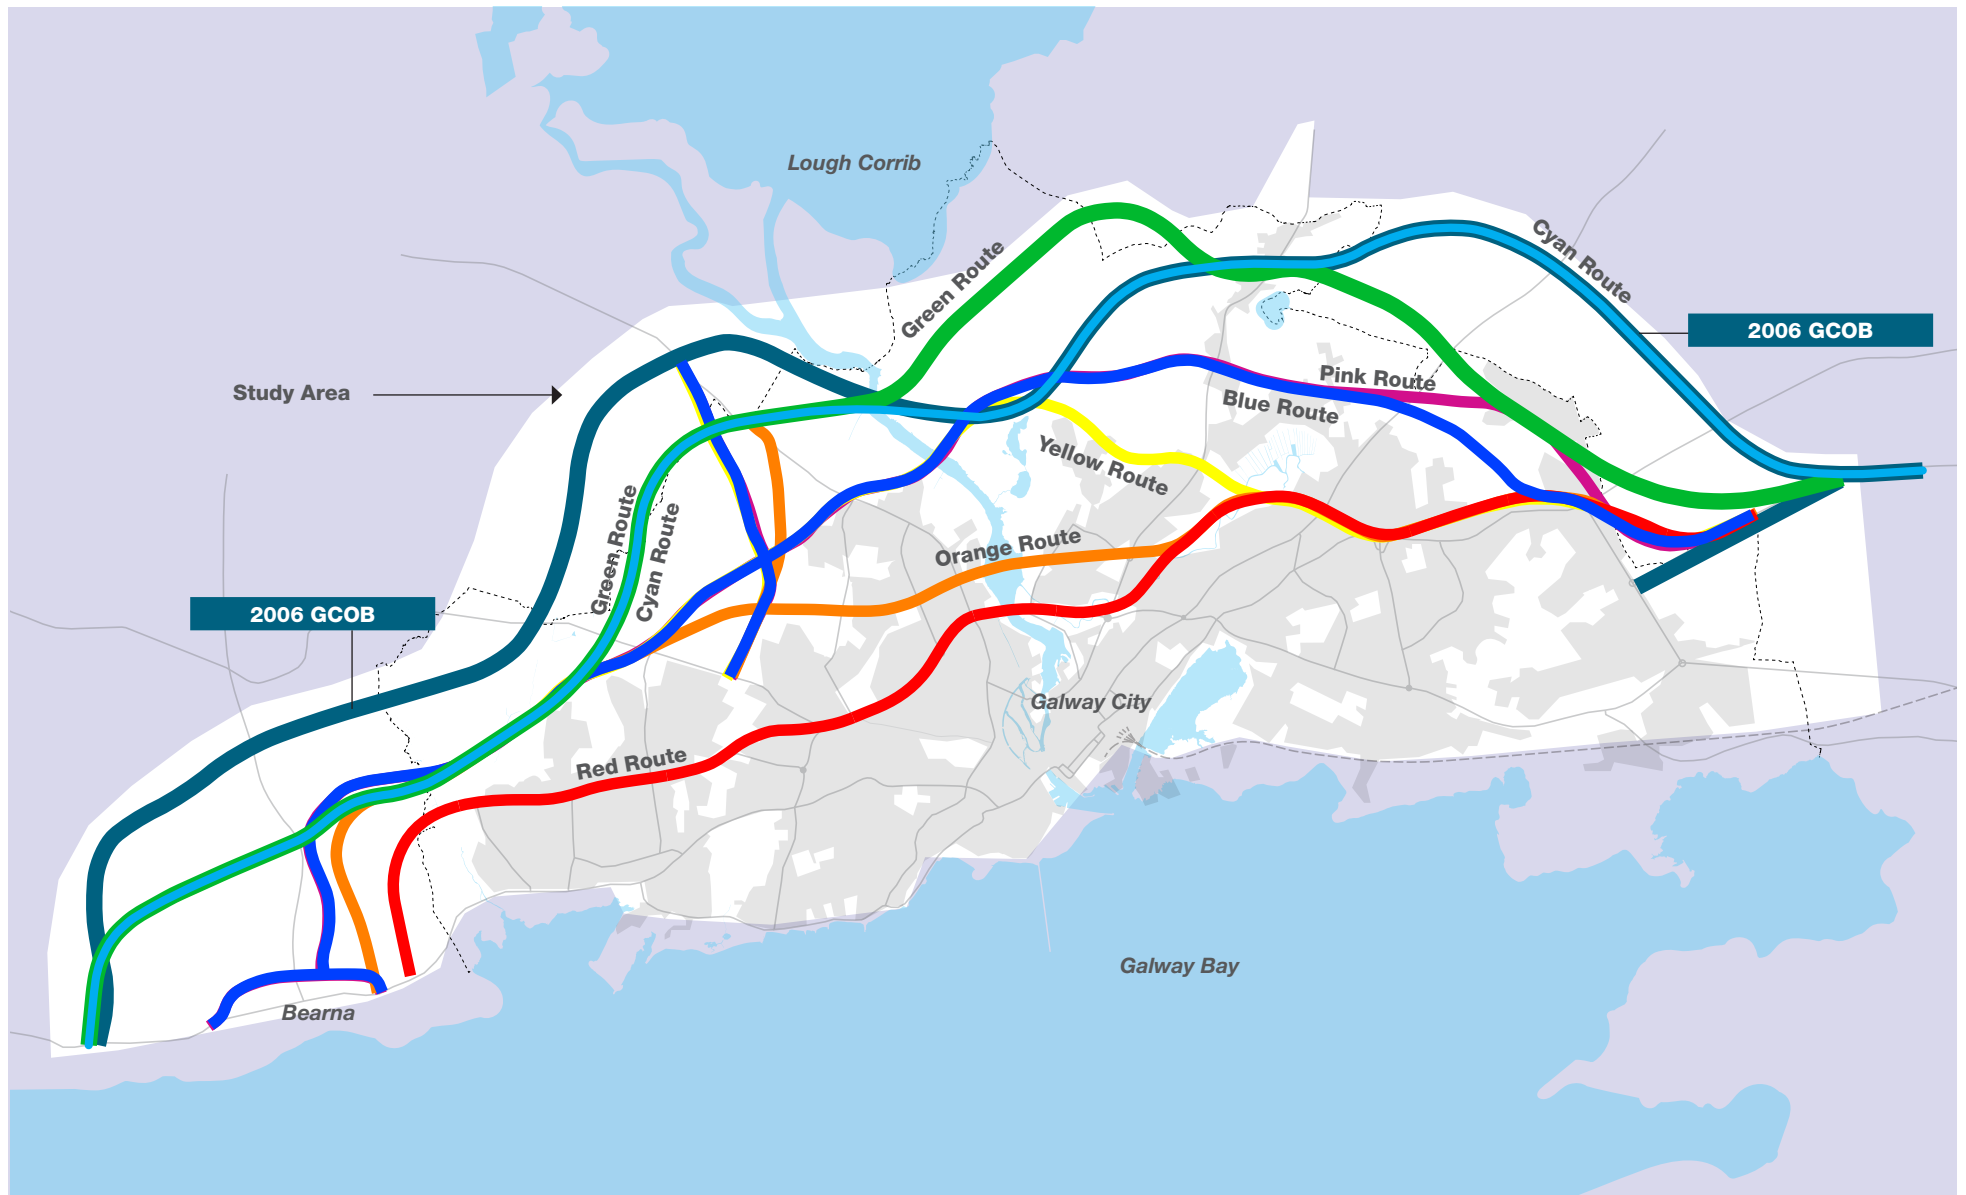 Lough Corrib
Green Route
Cyan Route
2006 GCOB
Study Area
Pink Route
Blue Route
Yellow Route
Green Route
Cyan Route
Orange Route
2006 GCOB
Galway City
Red Route
Galway Bay
Bearna